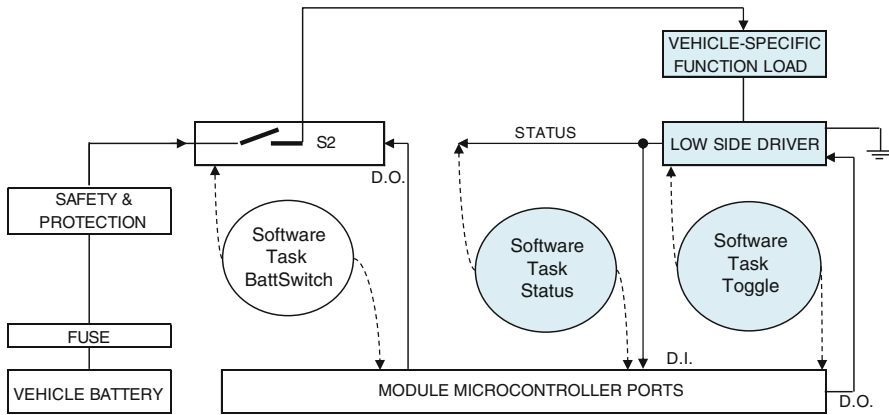 VEHICLE-SPECIFIC
FUNCTION LOAD
S2
STATUS
LOW SIDE DRIVER
D.O.
SAFETY &
PROTECTION
Software
Task
BattSwitch
Software
Task
Status
Software
Task
Toggle
FUSE
D.I.
VEHICLE BATTERY
MODULE MICROCONTROLLER PORTS
D.O.